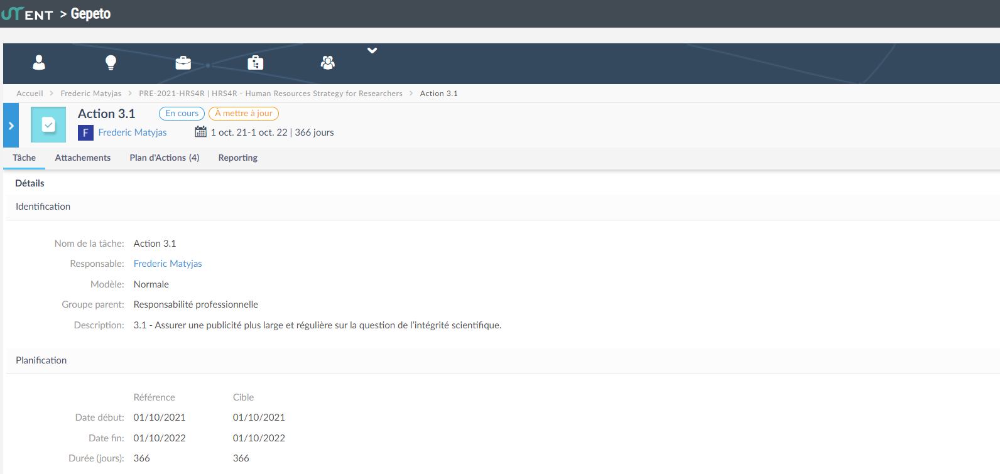 UT ENT > Gepeto
Accueil > Frederic Matyjas > PRE-2021-HRS4R | HRS4R - Human Resources Strategy for Researchers > Action 3.1
Action 3.1 En cours À mettre à jour
F Frederic Matyjas 1 oct. 21-1 oct. 22 | 366 jours
Tâche Attachements Plan d'Actions (4) Reporting
Détails
Identification
Nom de la tâche: Action 3.1
Responsable: Frederic Matyjas
Modèle: Normale
Groupe parent: Responsabilité professionnelle
Description: 3.1 - Assurer une publicité plus large et régulière sur la question de l’intégrité scientifique.
Planification
Référence Cible
Date début: 01/10/2021 01/10/2021
Date fin: 01/10/2022 01/10/2022
Durée (jours): 366 366